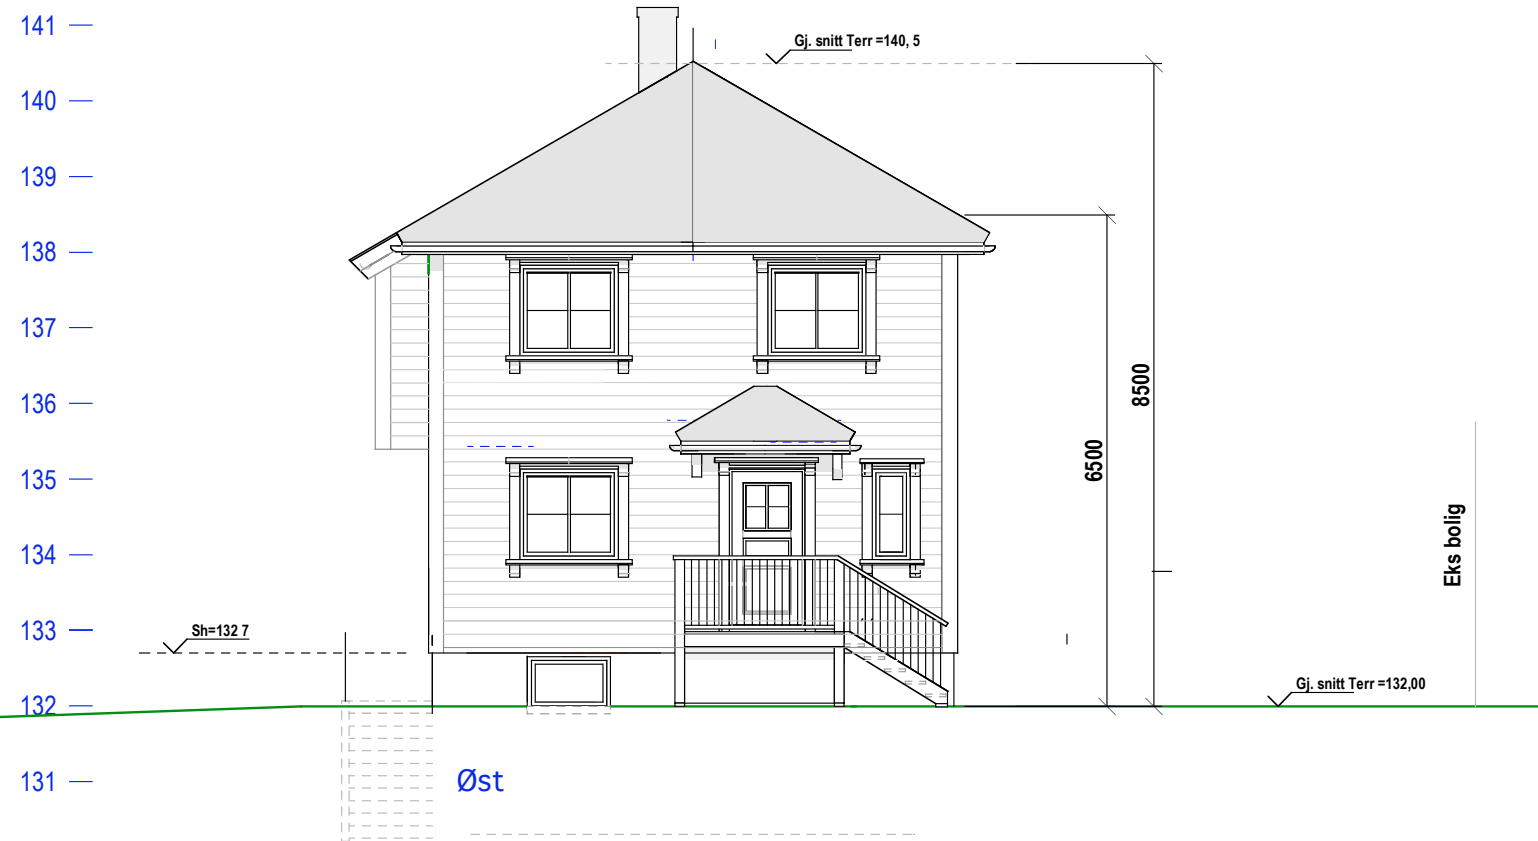 141
Gj. snitt Terr =140, 5
140
139
138
137
136
8500
135
6500
134
Eks bolig
133
Sh=132 7
132
Gj. snitt Terr =132,00
131
Øst